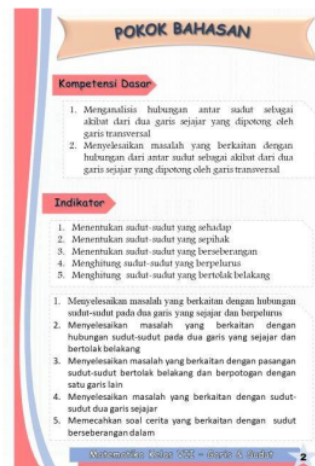 POKOK BAHASAN
Kompetensi Dasar
1. Menganalisis hubungan antar sudut sebagai
akibat dari dua garis sejajar yang dipotong oleh
garis transversal
2. Menyelesaikan masalah yang berkaitan dengan
hubungan dari antar sudut sebagai akibat dari dua
garis sejajar yang dipotong oleh garis transversal
Indikator
1. Menentukan sudut-sudut yang sehadap
2. Menentukan sudut-sudut yang sepihak
3. Menentukan sudut-sudut yang berseberangan
4. Menghitung sudut-sudut yang berpelurus
5. Menghitung sudut-sudut yang bertolak belakang
1. Menyelesaikan masalah yang berkaitan dengan hubungan
sudut-sudut pada dua garis yang sejajar dan berpelurus
2. Menyelesaikan masalah yang berkaitan dengan
hubungan sudut-sudut pada dua garis yang sejajar dan
bertolak belakang
3. Menyelesaikan masalah yang berkaitan dengan pasangan
sudut-sudut bertolak belakang dan berpotogan dengan
satu garis lain
4. Menyelesaikan masalah yang berkaitan dengan sudut-
sudut dua garis sejajar
5. Memecahkan soal cerita yang berkaitan dengan sudut
berseberangan dalam
Matematika Kelas VII – Garis & Sudut 2